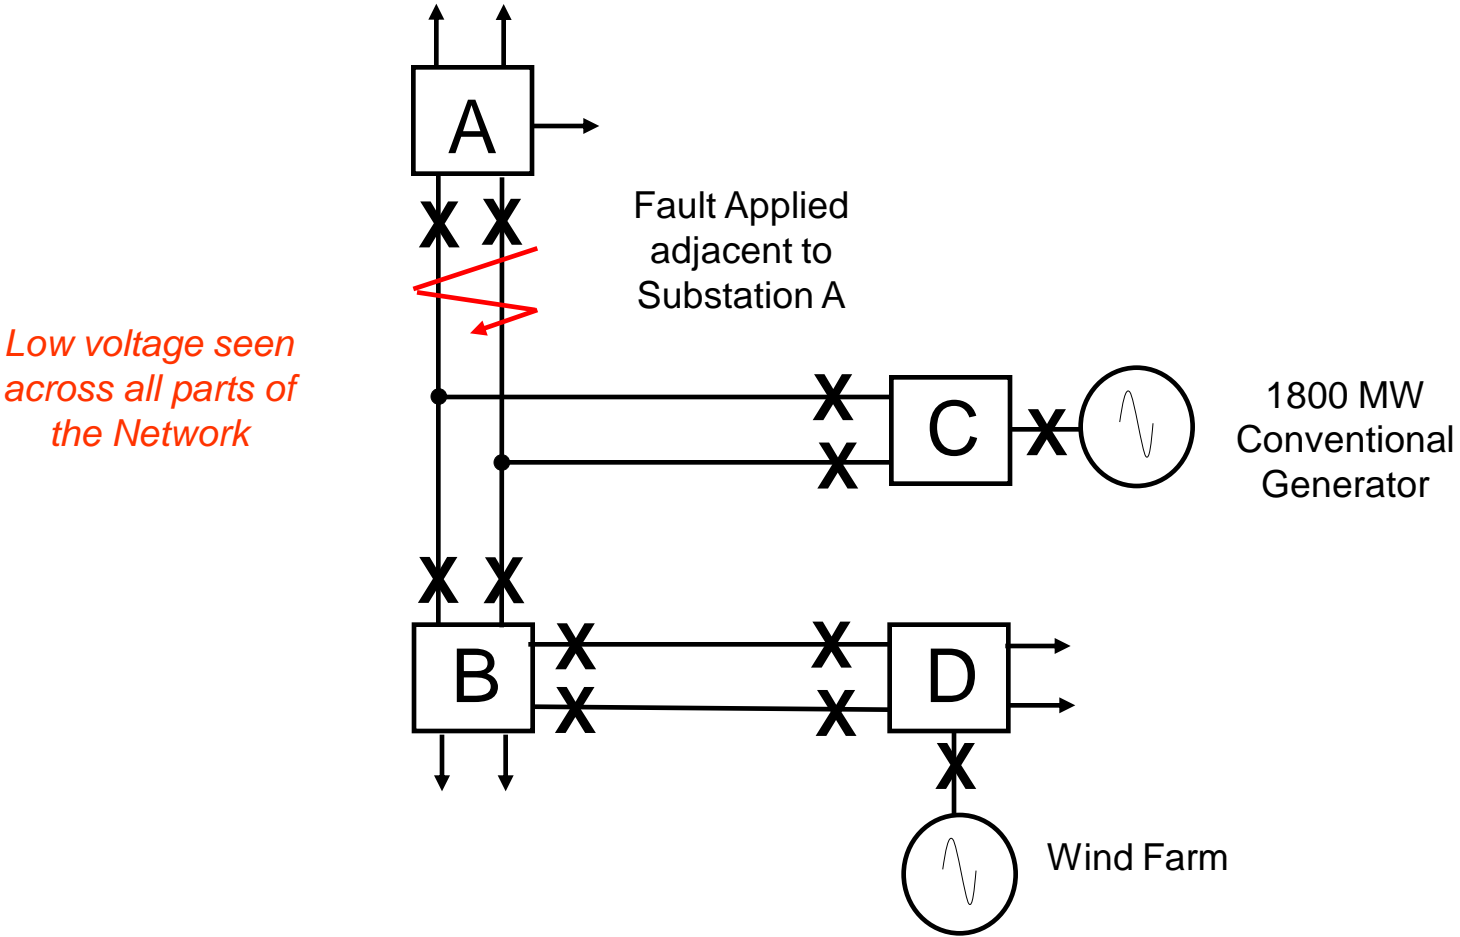 A
X X
Fault Applied
adjacent to
Substation A
Low voltage seen
across all parts of
the Network
X
X
C
X
1800 MW
Conventional
Generator
X X
B
X
X
X
X
D
X
Wind Farm